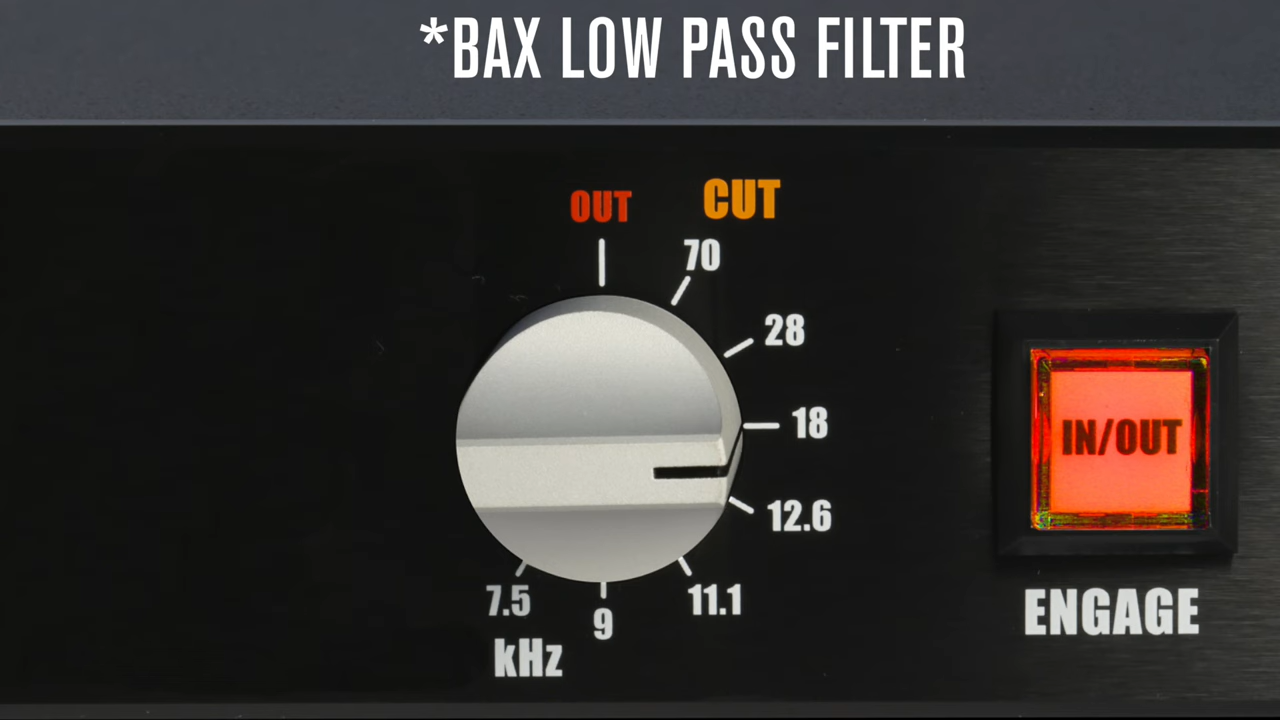 *BAX LOW PASS FILTER
OUT
CUT
70
28
18
12.6
11.1
9
7.5
kHz
IN/OUT
ENGAGE